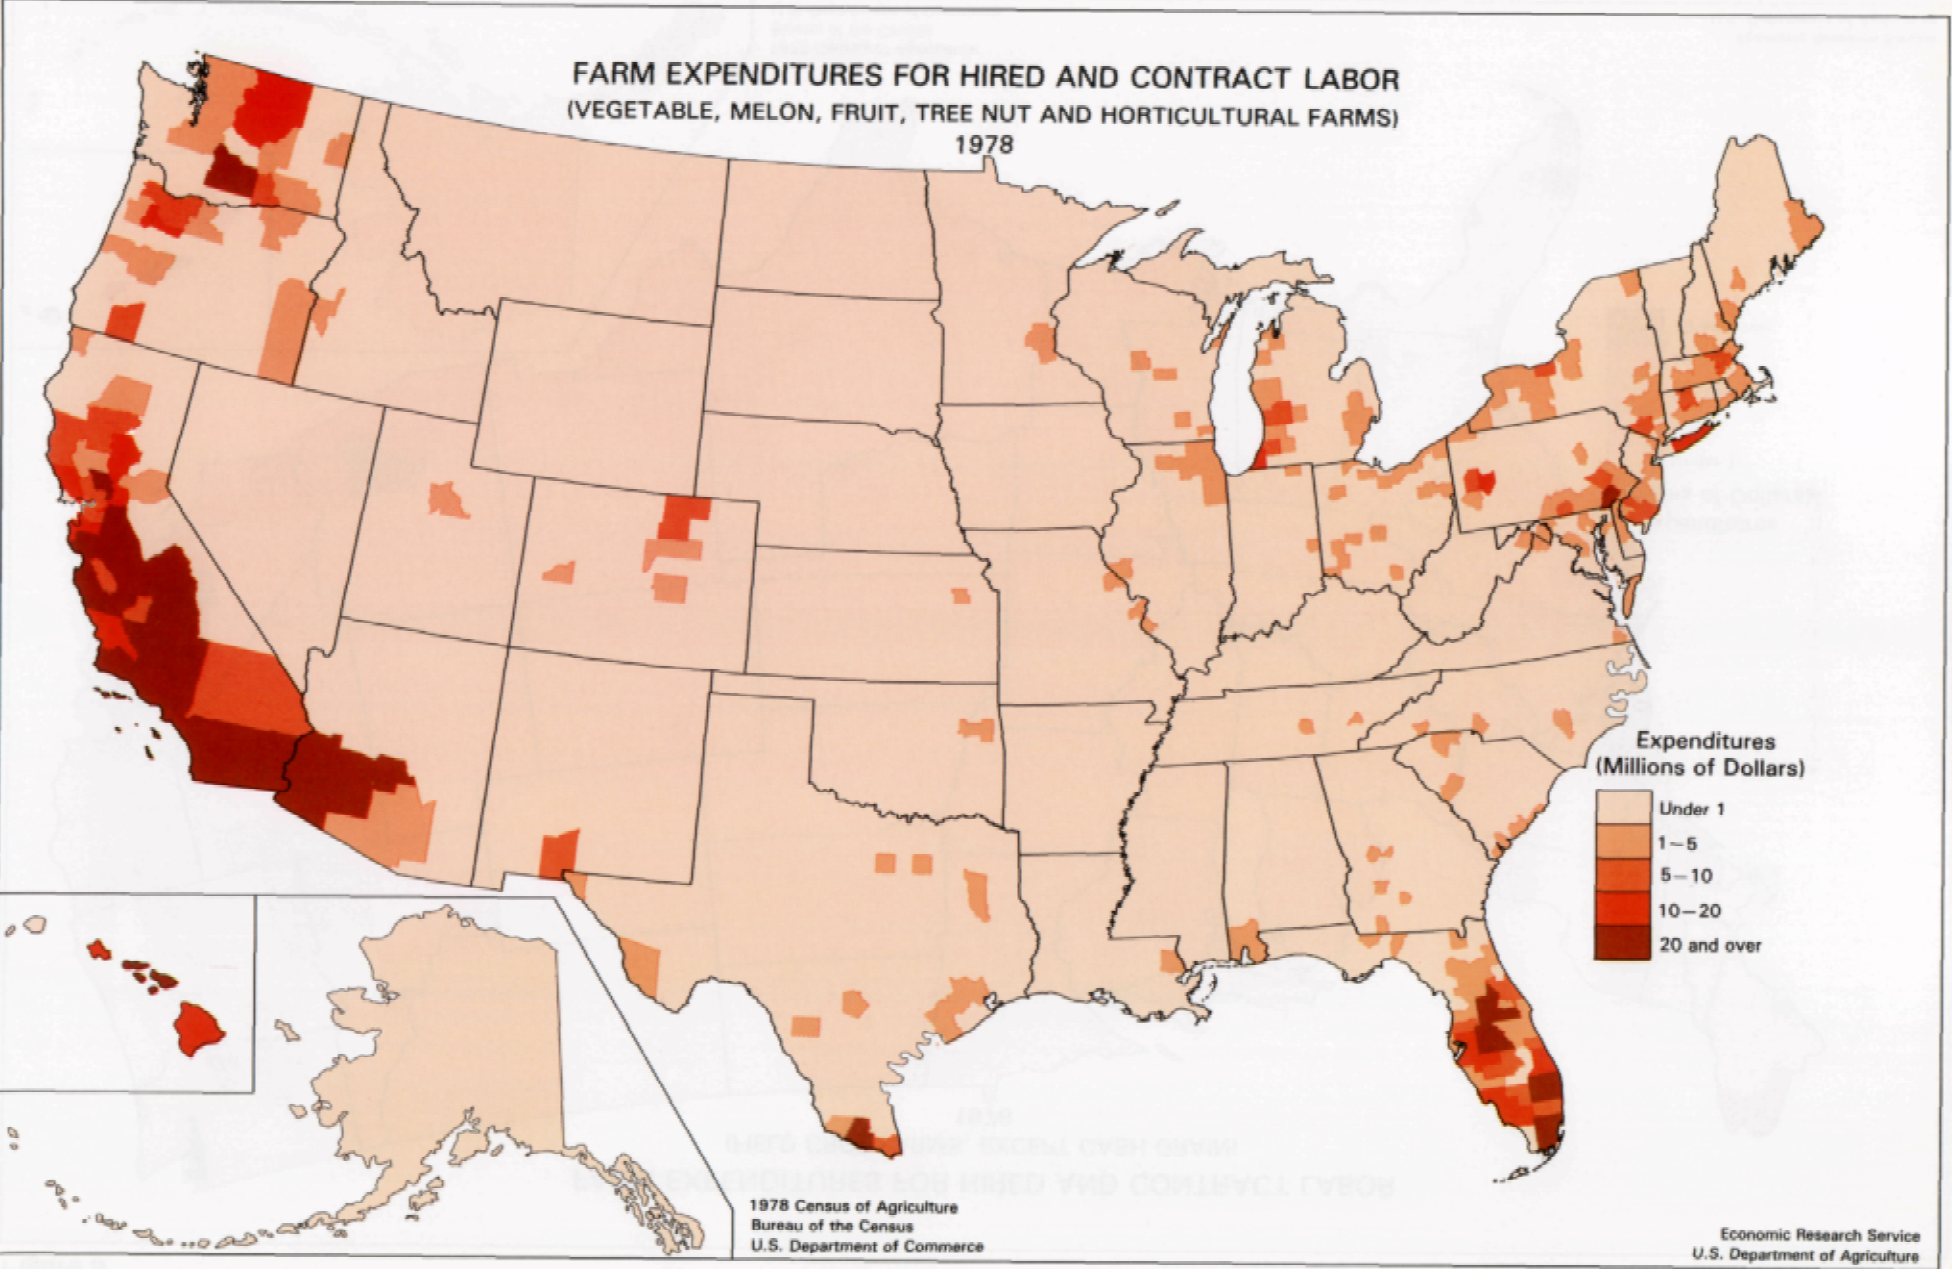 FARM EXPENDITURES FOR HIRED AND CONTRACT LABOR
(VEGETABLE, MELON, FRUIT, TREE NUT AND HORTICULTURAL FARMS)
1978
Expenditures
(Millions of Dollars)
Under 1
1–5
5–10
10–20
20 and over
1978 Census of Agriculture
Bureau of the Census
U.S. Department of Commerce
Economic Research Service
U.S. Department of Agriculture